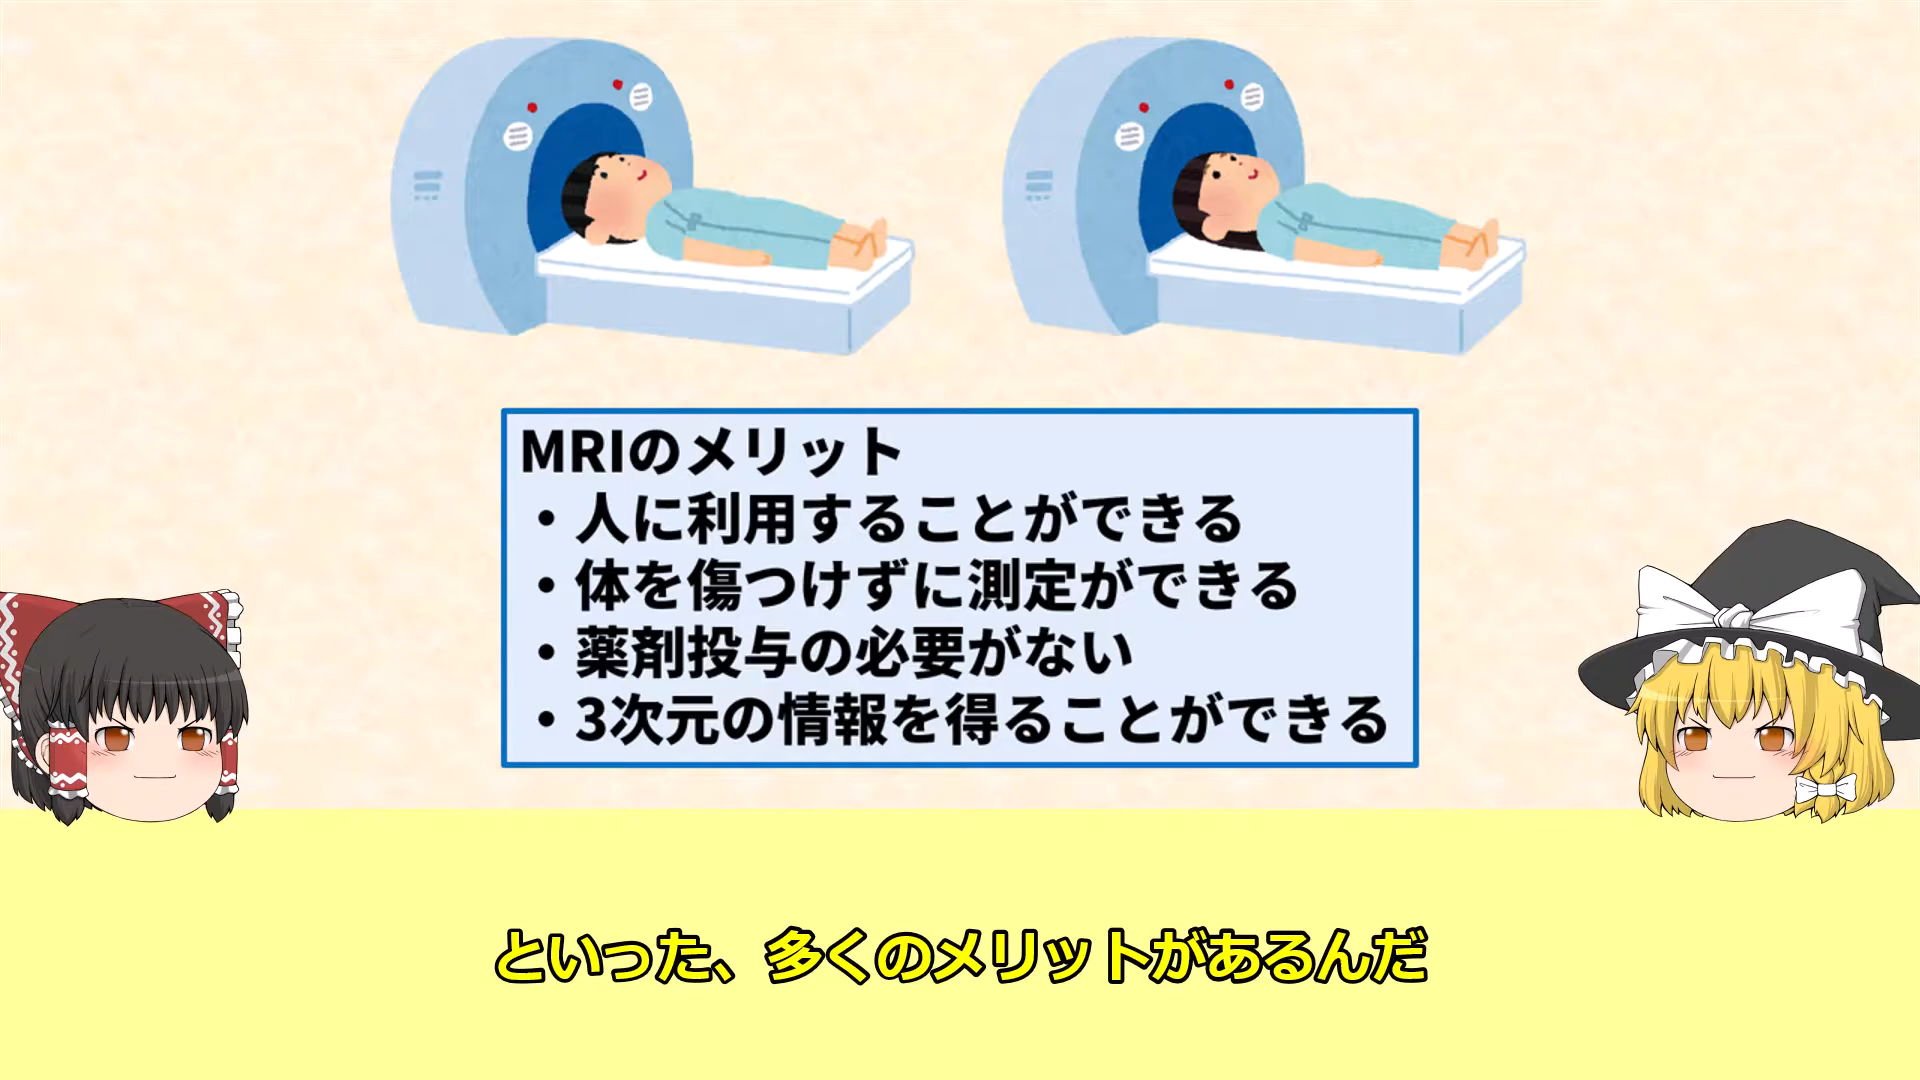 MRIのメリット
・人に利用することができる
・体を傷つけずに測定ができる
・薬剤投与の必要がない
・3次元の情報を得ることができる
といった、多くのメリットがあるんだ